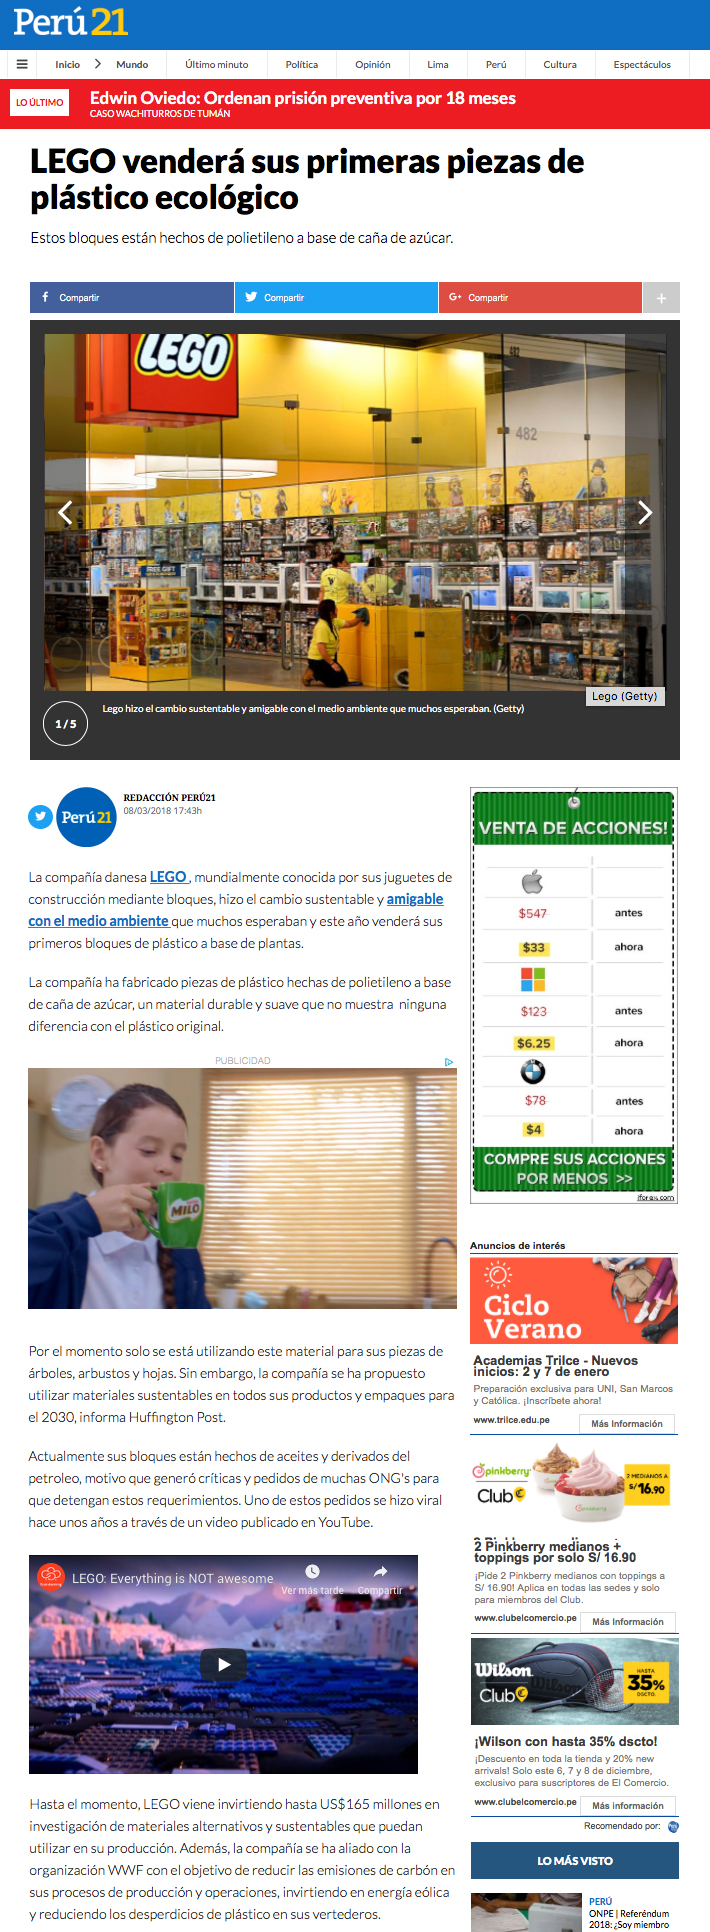 Perú21
Inicio > Mundo Último minuto Política Opinión Lima Perú Cultura Espectáculos
LO ÚLTIMO
Edwin Oviedo: Ordenan prisión preventiva por 18 meses
CASO WACHITURROS DE TUMÁN
LEGO venderá sus primeras piezas de
plástico ecológico
Estos bloques están hechos de polietileno a base de caña de azúcar.
Compartir Compartir G+ Compartir +
LEGO
482
482
FREE GIFT
Lego (Getty)
1 / 5
Lego hizo el cambio sustentable y amigable con el medio ambiente que muchos esperaban. (Getty)
Perú21
REDACCIÓN PERÚ21
08/03/2018 17:43h
La compañía danesa LEGO , mundialmente conocida por sus juguetes de
construcción mediante bloques, hizo el cambio sustentable y amigable
con el medio ambiente que muchos esperaban y este año venderá sus
primeros bloques de plástico a base de plantas.
La compañía ha fabricado piezas de plástico hechas de polietileno a base
de caña de azúcar, un material durable y suave que no muestra ninguna
diferencia con el plástico original.
PUBLICIDAD
MILO
Por el momento solo se está utilizando este material para sus piezas de
árboles, arbustos y hojas. Sin embargo, la compañía se ha propuesto
utilizar materiales sustentables en todos sus productos y empaques para
el 2030, informa Huffington Post.
Actualmente sus bloques están hechos de aceites y derivados del
petroleo, motivo que generó críticas y pedidos de muchas ONG's para
que detengan estos requerimientos. Uno de estos pedidos se hizo viral
hace unos años a través de un video publicado en YouTube.
LEGO: Everything is NOT awesome
Ver más tarde Compartir
Hasta el momento, LEGO viene invirtiendo hasta US$165 millones en
investigación de materiales alternativos y sustentables que puedan
utilizar en su producción. Además, la compañía se ha aliado con la
organización WWF con el objetivo de reducir las emisiones de carbón en
sus procesos de producción y operaciones, invirtiendo en energía eólica
y reduciendo los desperdicios de plástico en sus vertederos.
VENTA DE ACCIONES!
$547 antes
$33 ahora
$123 antes
$6.25 ahora
BMW
$78 antes
$4 ahora
COMPRE SUS ACCIONES
POR MENOS >>
iforex.com
Anuncios de interés
Ciclo
Verano
Academias Trilce - Nuevos
inicios: 2 y 7 de enero
Preparación exclusiva para UNI, San Marcos
y Católica. ¡Inscríbete ahora!
www.trilce.edu.pe Más Información
pinkberry
Club
2 MEDIANOS A
S/ 16.90
pinkberry
2 Pinkberry medianos +
toppings por solo S/ 16.90
¡Pide 2 Pinkberry medianos con toppings a
S/ 16.90! Aplica en todas las sedes y solo
para miembros del Club.
www.clubelcomercio.pe Más Información
Wilson
Club
HASTA
35%
DSCTO.
¡Wilson con hasta 35% dscto!
¡Descuento en toda la tienda y 20% new
arrivals! Solo este 6, 7 y 8 de diciembre,
exclusivo para suscriptores de El Comercio.
www.clubelcomercio.pe Más información
Recomendado por:
LO MÁS VISTO
PERÚ
ONPE | Referéndum
2018: ¿Soy miembro